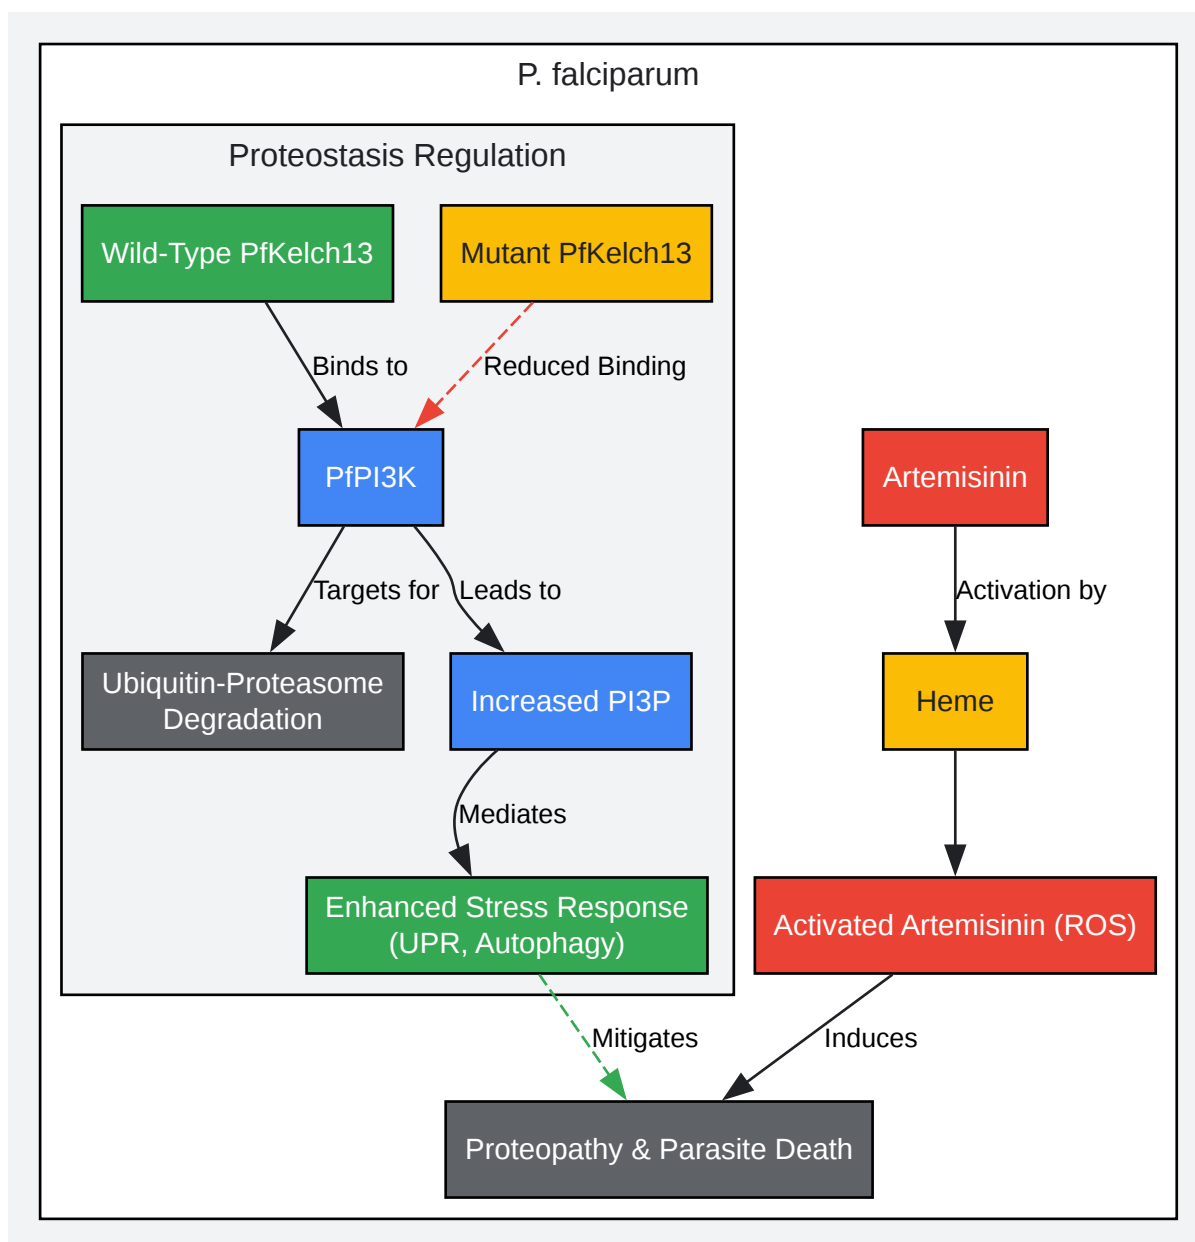 P. falciparum
Proteostasis Regulation
Wild-Type PfKelch13
Mutant PfKelch13
Binds to
Reduced Binding
PfPI3K
Artemisinin
Targets for
Leads to
Activation by
Ubiquitin-Proteasome
Degradation
Increased PI3P
Heme
Mediates
Enhanced Stress Response
(UPR, Autophagy)
Activated Artemisinin (ROS)
Mitigates
Induces
Proteopathy & Parasite Death